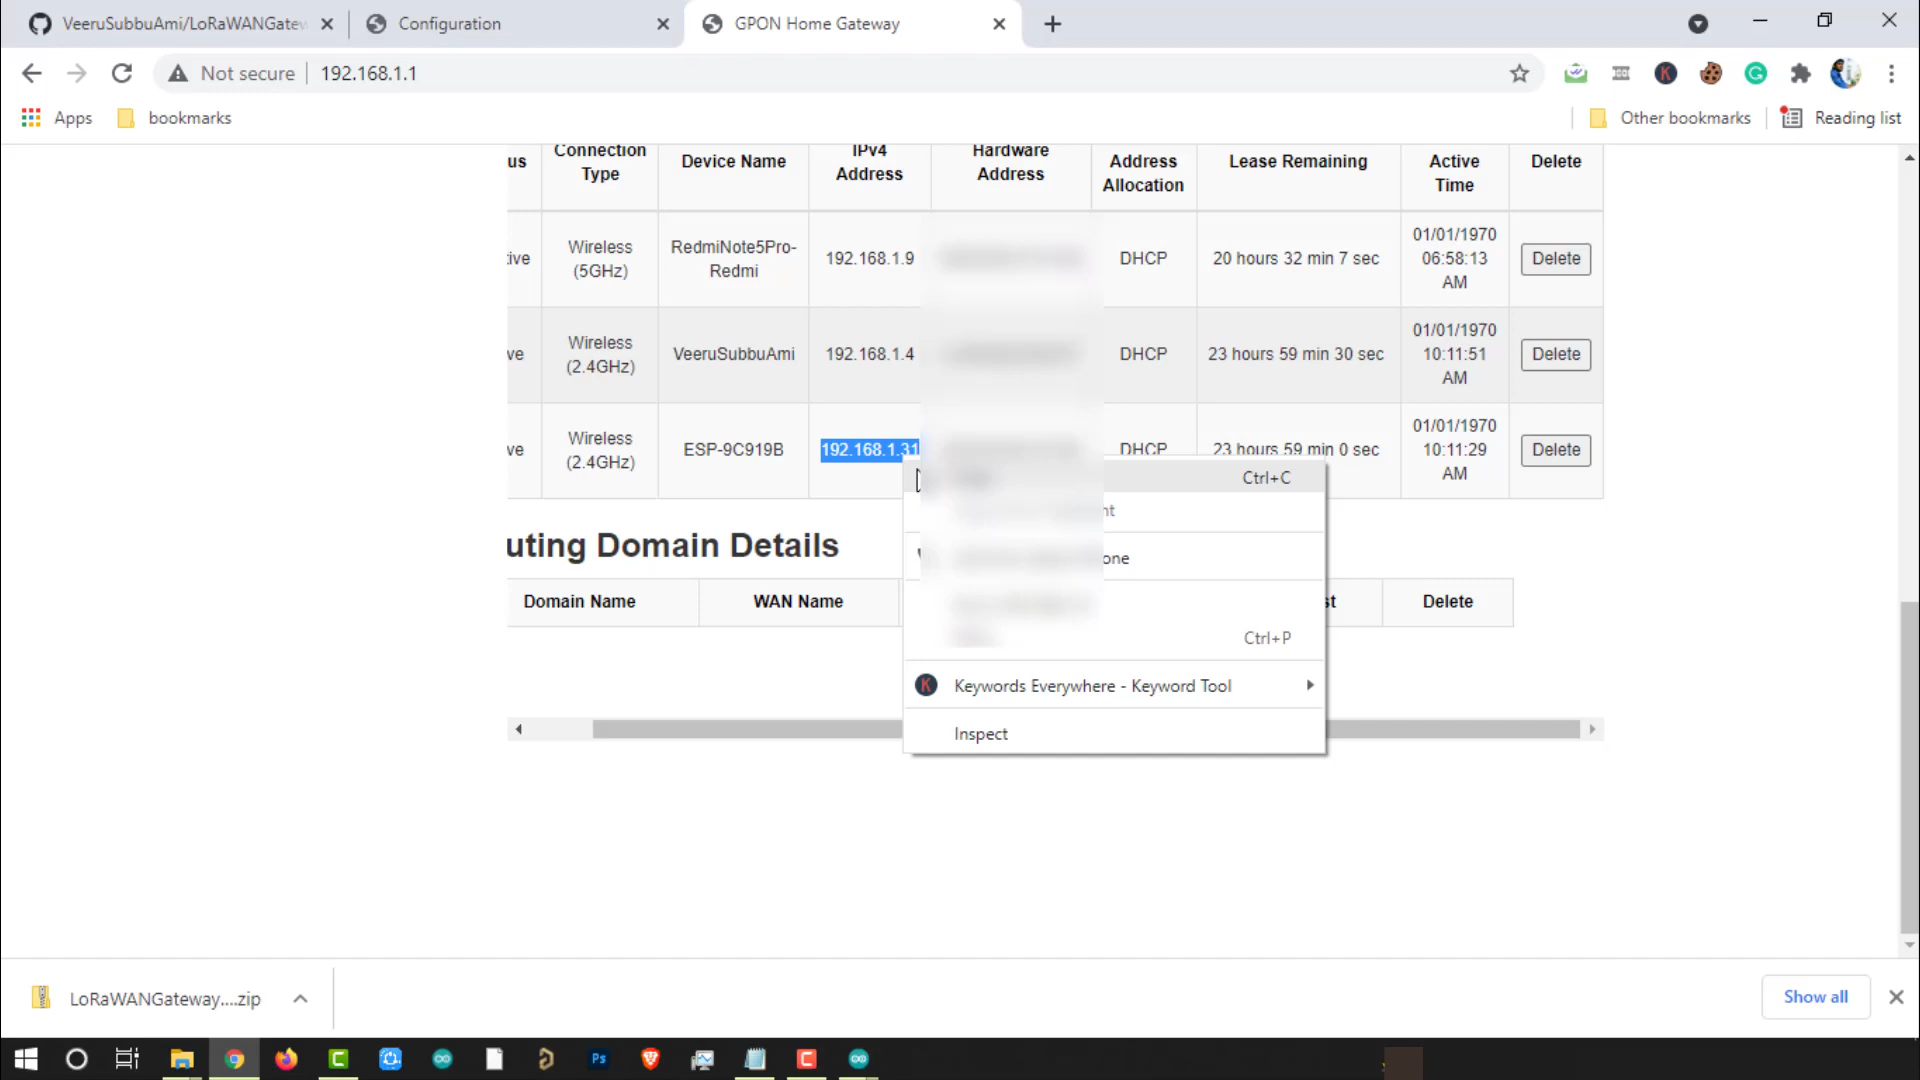 VeeruSubbuAmi/LoRaWANGatew
Configuration
GPON Home Gateway
Not secure
192.168.1.1
Apps
bookmarks
Other bookmarks
Reading list
us
Connection Type
Device Name
IPv4 Address
Hardware Address
Address Allocation
Lease Remaining
Active Time
Delete
tive
Wireless (5GHz)
RedmiNote5Pro-Redmi
192.168.1.9
DHCP
20 hours 32 min 7 sec
01/01/1970 06:58:13 AM
Delete
ve
Wireless (2.4GHz)
VeeruSubbuAmi
192.168.1.4
DHCP
23 hours 59 min 30 sec
01/01/1970 10:11:51 AM
Delete
ve
Wireless (2.4GHz)
ESP-9C919B
192.168.1.31
DHCP
23 hours 59 min 0 sec
01/01/1970 10:11:29 AM
Delete
Ctrl+C
nt
one
Ctrl+P
Keywords Everywhere - Keyword Tool
Inspect
uting Domain Details
Domain Name
WAN Name
st
Delete
LoRaWANGateway....zip
Show all
Ps